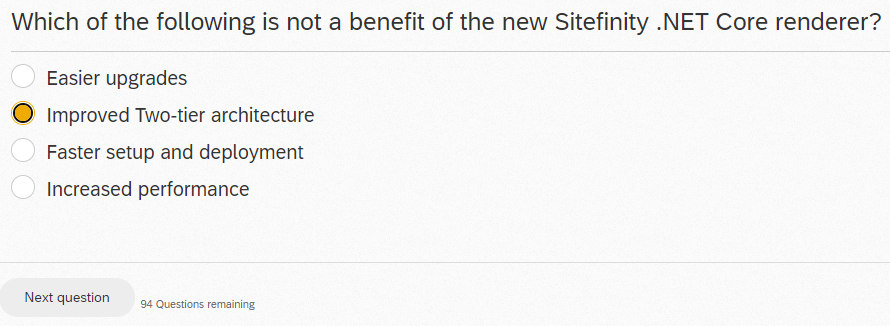 Which of the following is not a benefit of the new Sitefinity .NET Core renderer?
Easier upgrades
Improved Two-tier architecture
Faster setup and deployment
Increased performance
Next question
94 Questions remaining